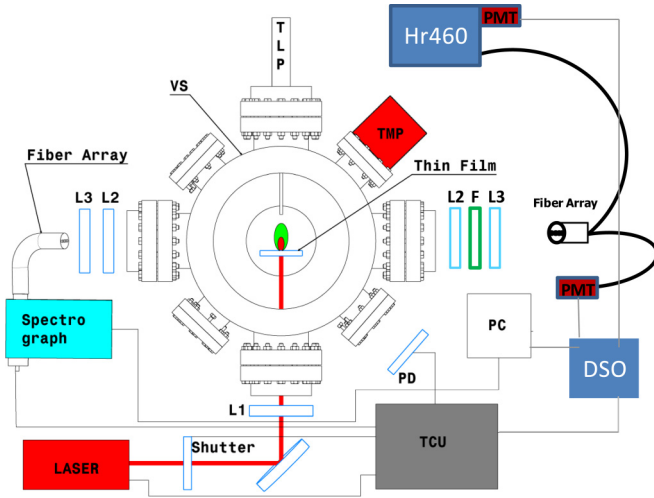 T
L
P
Hr460
PMT
VS
TMP
Fiber Array
Thin Film
L3 L2
L2 F L3
Fiber Array
PMT
Spectro
graph
PC
DSO
PD
L1
Shutter
TCU
LASER